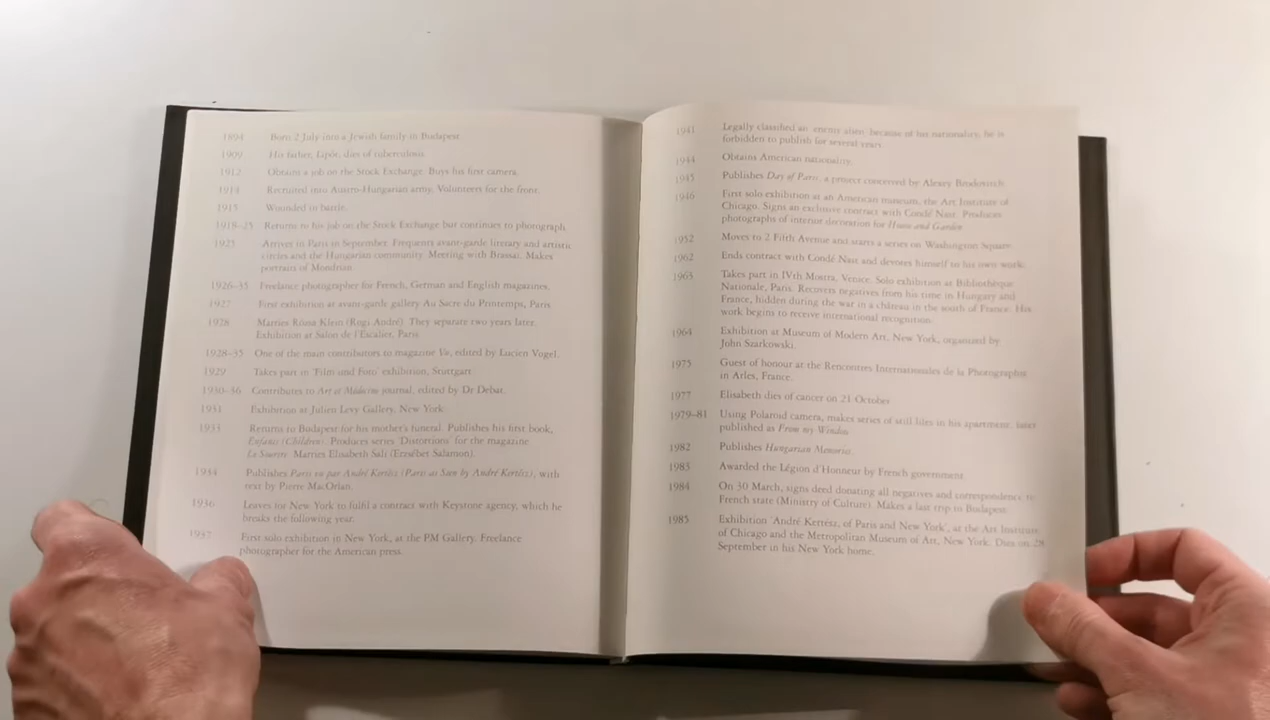 1894 Born 2 July into a Jewish family in Budapest.
1909 His father, Lipót, dies of tuberculosis.
1912 Obtains a job on the Stock Exchange. Buys his first camera.
1914 Recruited into Austro-Hungarian army. Volunteers for the front.
1915 Wounded in battle.
1918–25 Returns to his job on the Stock Exchange but continues to photograph.
1925 Arrives in Paris in September. Frequents avant-garde literary and artistic
circles and the Hungarian community. Meeting with Brassaï. Makes
portraits of Mondrian.
1926–35 Freelance photographer for French, German and English magazines.
1927 First exhibition at avant-garde gallery Au Sacre du Printemps, Paris.
1928 Marries Rózsa Klein (Rogi André). They separate two years later.
Exhibition at Salon de l'Escalier, Paris.
1928–35 One of the main contributors to magazine Vu, edited by Lucien Vogel.
1929 Takes part in 'Film und Foto' exhibition, Stuttgart.
1930–36 Contributes to Art et Médecine journal, edited by Dr Debat.
1931 Exhibition at Julien Levy Gallery, New York.
1933 Returns to Budapest for his mother's funeral. Publishes his first book,
Enfants (Children). Produces series 'Distortions' for the magazine
Le Sourire. Marries Elisabeth Sali (Erzsébet Salamon).
1934 Publishes Paris vu par André Kertész (Paris as Seen by André Kertész), with
text by Pierre MacOrlan.
1936 Leaves for New York to fulfil a contract with Keystone agency, which he
breaks the following year.
1937 First solo exhibition in New York, at the PM Gallery. Freelance
photographer for the American press.
1941 Legally classified an 'enemy alien' because of his nationality, he is
forbidden to publish for several years.
1944 Obtains American nationality.
1945 Publishes Day of Paris, a project conceived by Alexey Brodovitch.
1946 First solo exhibition at an American museum, the Art Institute of
Chicago. Signs an exclusive contract with Condé Nast. Produces
photographs of interior decoration for House and Garden.
1952 Moves to 2 Fifth Avenue and starts a series on Washington Square.
1962 Ends contract with Condé Nast and devotes himself to his own work.
1963 Takes part in IVth Mostra, Venice. Solo exhibition at Bibliothèque
Nationale, Paris. Recovers negatives from his time in Hungary and
France, hidden during the war in a château in the south of France. His
work begins to receive international recognition.
1964 Exhibition at Museum of Modern Art, New York, organized by
John Szarkowski.
1975 Guest of honour at the Rencontres Internationales de la Photographie
in Arles, France.
1977 Elisabeth dies of cancer on 21 October.
1979–81 Using Polaroid camera, makes series of still lifes in his apartment, later
published as From my Window.
1982 Publishes Hungarian Memories.
1983 Awarded the Légion d'Honneur by French government.
1984 On 30 March, signs deed donating all negatives and correspondence to
French state (Ministry of Culture). Makes a last trip to Budapest.
1985 Exhibition 'André Kertész, of Paris and New York', at the Art Institute
of Chicago and the Metropolitan Museum of Art, New York. Dies on 28
September in his New York home.